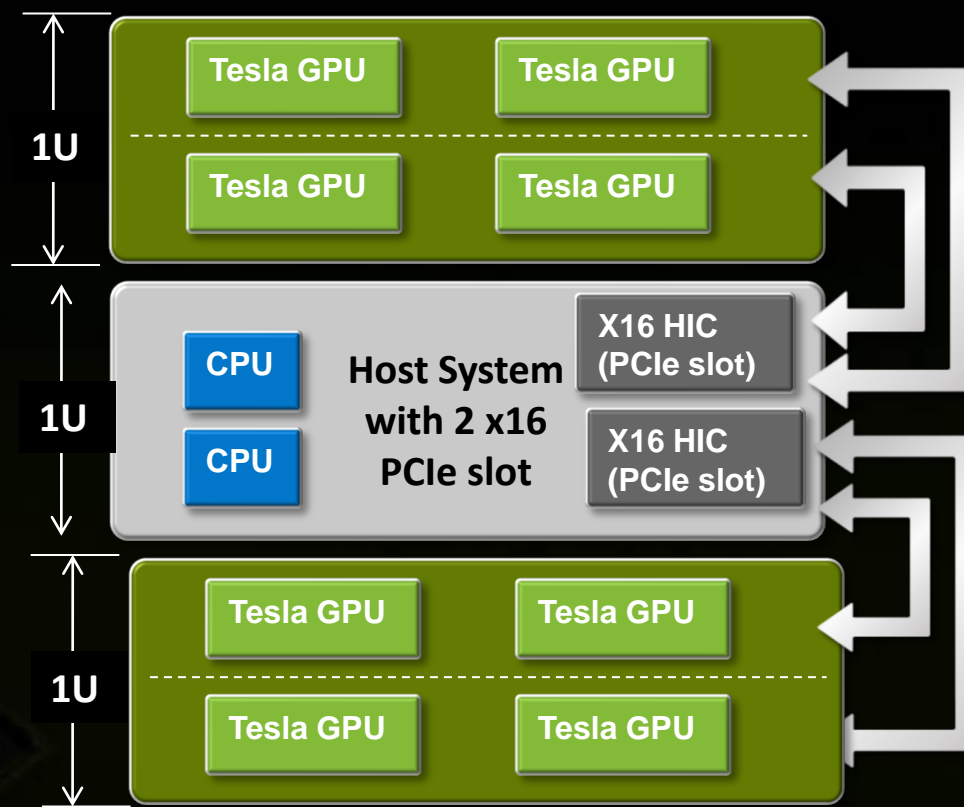 1U
Tesla GPU
Tesla GPU
Tesla GPU
Tesla GPU
1U
CPU
CPU
Host System
with 2 x16
PCIe slot
X16 HIC
(PCIe slot)
X16 HIC
(PCIe slot)
1U
Tesla GPU
Tesla GPU
Tesla GPU
Tesla GPU